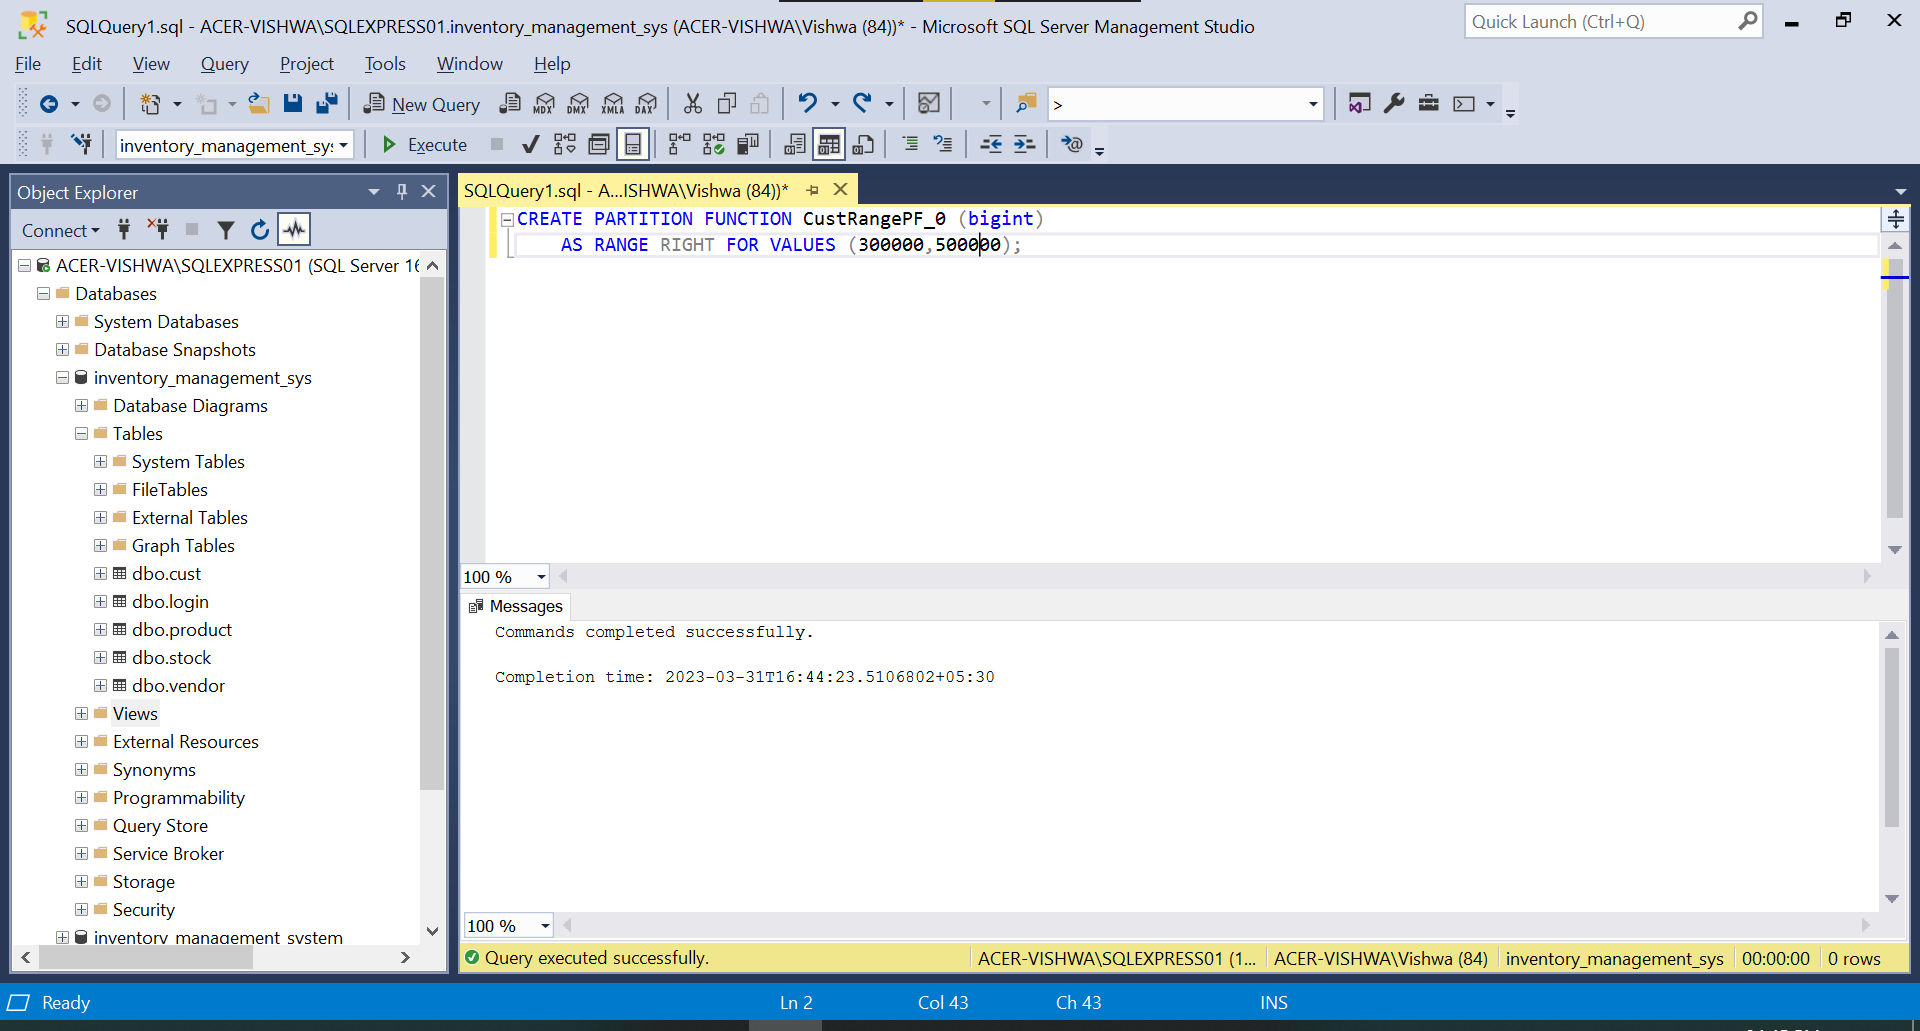 SQLQuery1.sql - ACER-VISHWA\SQLEXPRESS01.inventory_management_sys (ACER-VISHWA\Vishwa (84))* - Microsoft SQL Server Management Studio
Quick Launch (Ctrl+Q)
File Edit View Query Project Tools Window Help
New Query MDX DMX XMLA DAX >
inventory_management_sy Execute
Object Explorer
Connect
ACER-VISHWA\SQLEXPRESS01 (SQL Server 16
Databases
System Databases
Database Snapshots
inventory_management_sys
Database Diagrams
Tables
System Tables
FileTables
External Tables
Graph Tables
dbo.cust
dbo.login
dbo.product
dbo.stock
dbo.vendor
Views
External Resources
Synonyms
Programmability
Query Store
Service Broker
Storage
Security
inventory_management_system
SQLQuery1.sql - A...ISHWA\Vishwa (84))*
CREATE PARTITION FUNCTION CustRangePF_0 (bigint)
AS RANGE RIGHT FOR VALUES (300000,500000);
100 %
Messages
Commands completed successfully.
Completion time: 2023-03-31T16:44:23.5106802+05:30
100 %
Query executed successfully. ACER-VISHWA\SQLEXPRESS01 (1... ACER-VISHWA\Vishwa (84) inventory_management_sys 00:00:00 0 rows
Ready Ln 2 Col 43 Ch 43 INS